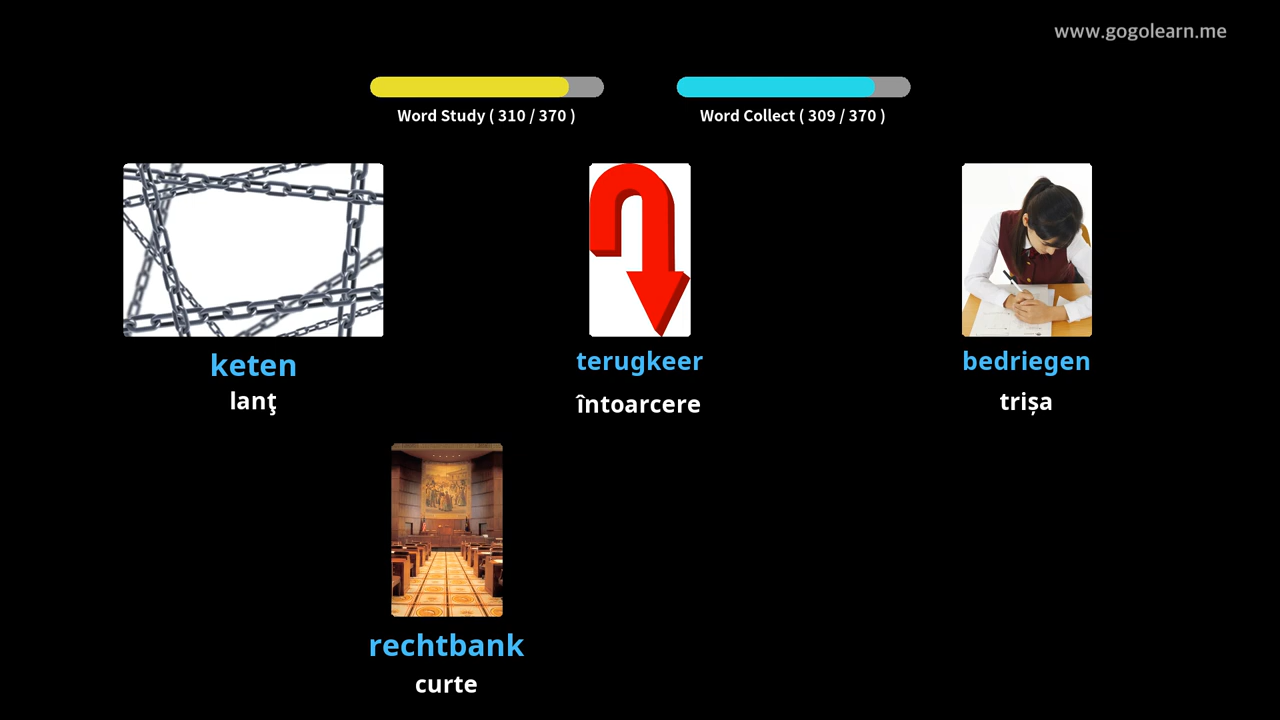 www.gogolearn.me
Word Study ( 310 / 370 )
Word Collect ( 309 / 370 )
keten
lanţ
terugkeer
întoarcere
bedriegen
trișa
rechtbank
curte